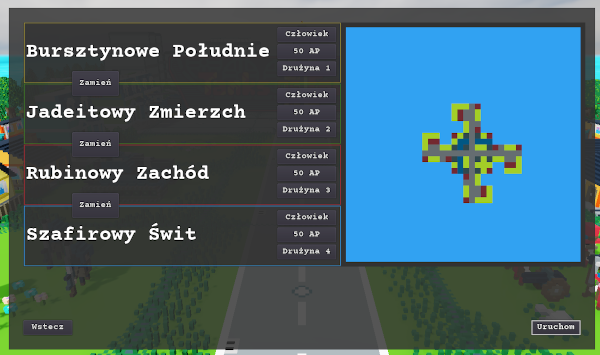 Bursztynowe Południe
Człowiek
50 AP
Drużyna 1
Zamień
Jadeitowy Zmierzch
Człowiek
50 AP
Drużyna 2
Zamień
Rubinowy Zachód
Człowiek
50 AP
Drużyna 3
Zamień
Szafirowy Świt
Człowiek
50 AP
Drużyna 4
Wstecz
Uruchom